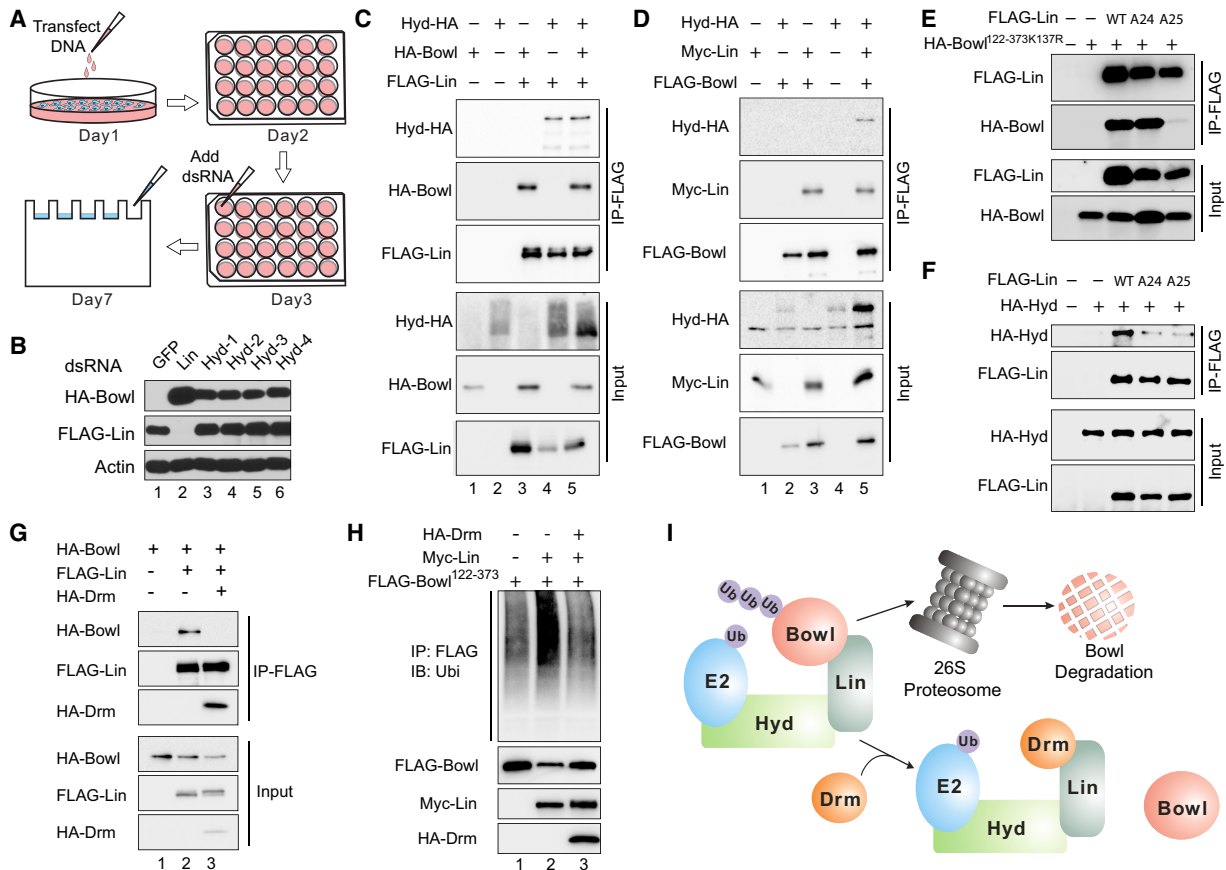 A
Transfect
DNA
Day1
Day2
Add
dsRNA
Day7
Day3
B
dsRNA
GFP Lin Hyd-1 Hyd-2 Hyd-3 Hyd-4
HA-Bowl
FLAG-Lin
Actin
1 2 3 4 5 6
C
Hyd-HA – + – + +
HA-Bowl + – + – +
FLAG-Lin – – + + +
Hyd-HA
HA-Bowl
FLAG-Lin
IP-FLAG
Hyd-HA
HA-Bowl
FLAG-Lin
Input
1 2 3 4 5
D
Hyd-HA – + – + +
Myc-Lin + – + – +
FLAG-Bowl – + + – +
Hyd-HA
Myc-Lin
FLAG-Bowl
IP-FLAG
Hyd-HA
Myc-Lin
FLAG-Bowl
Input
1 2 3 4 5
E
FLAG-Lin – – WT A24 A25
HA-Bowl122-373K137R – + + + +
FLAG-Lin
HA-Bowl
IP-FLAG
FLAG-Lin
HA-Bowl
Input
F
FLAG-Lin – – WT A24 A25
HA-Hyd – + + + +
HA-Hyd
FLAG-Lin
IP-FLAG
HA-Hyd
FLAG-Lin
Input
G
HA-Bowl + + +
FLAG-Lin - + +
HA-Drm - - +
HA-Bowl
FLAG-Lin
HA-Drm
IP-FLAG
HA-Bowl
FLAG-Lin
HA-Drm
Input
1 2 3
H
HA-Drm - - +
Myc-Lin - + +
FLAG-Bowl122-373 + + +
IP: FLAG
IB: Ubi
FLAG-Bowl
Myc-Lin
HA-Drm
1 2 3
I
Ub Ub Ub
Bowl
Ub
E2
Lin
Hyd
26S
Proteosome
Bowl
Degradation
Drm
Ub
E2
Drm
Lin
Hyd
Bowl